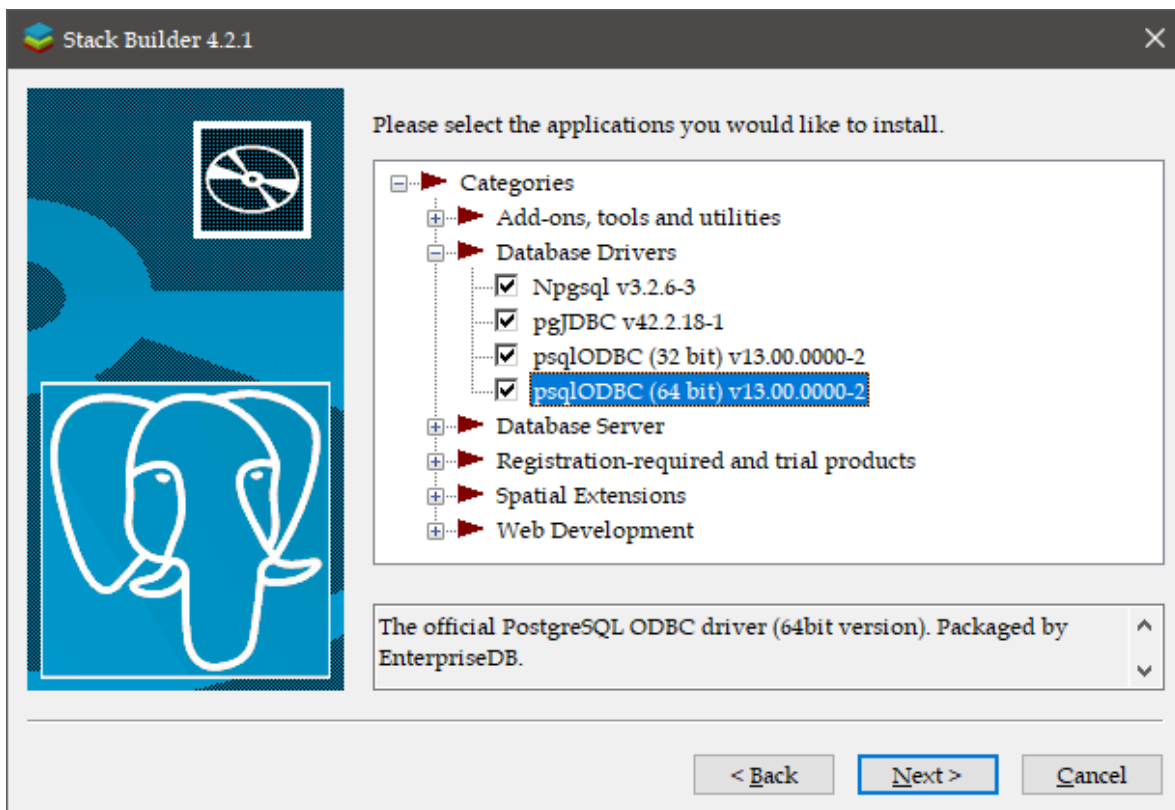 Stack Builder 4.2.1
Please select the applications you would like to install.
Categories
Add-ons, tools and utilities
Database Drivers
Npgsql v3.2.6-3
pgJDBC v42.2.18-1
psqlODBC (32 bit) v13.00.0000-2
psqlODBC (64 bit) v13.00.0000-2
Database Server
Registration-required and trial products
Spatial Extensions
Web Development
The official PostgreSQL ODBC driver (64bit version). Packaged by
EnterpriseDB.
< Back Next > Cancel